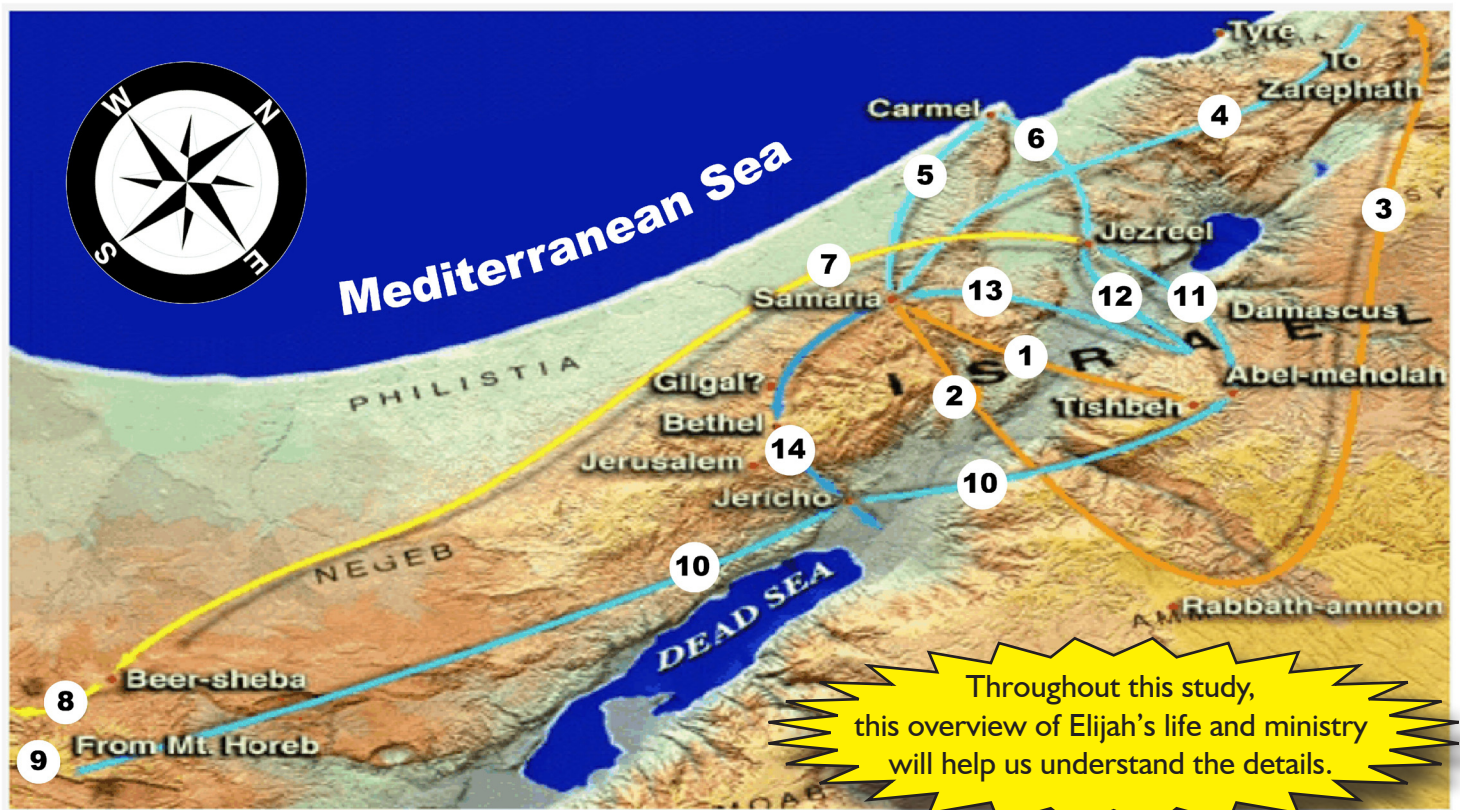 W
N
S
E
Mediterranean Sea
Tyre
To
Zarephath
Carmel
4
6
5
3
Jezreel
7
Samaria
13
12
11
Damascus
ISRAEL
1
PHILISTIA
Gilgal?
2
Abel-meholah
Tishbeh
Bethel
14
Jerusalem
Jericho
10
NEGEB
10
DEAD SEA
Rabbath-ammon
Beer-sheba
8
From Mt. Horeb
9
MOAB
Throughout this study,
this overview of Elijah’s life and ministry
will help us understand the details.